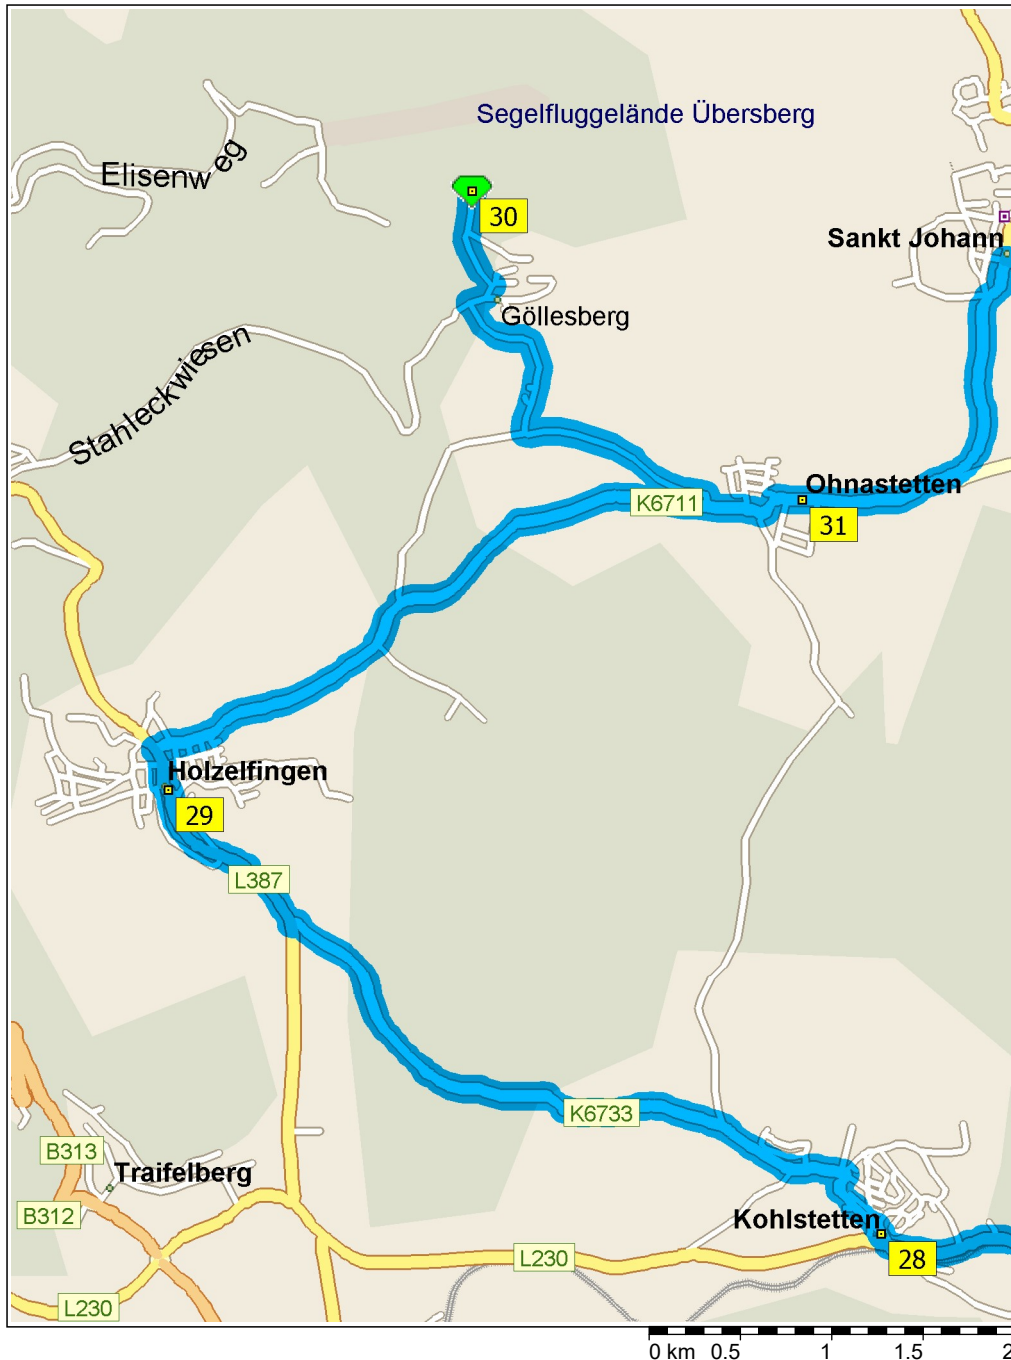 Segelfluggelände Übersberg
Elisenweg
30
Sankt Johann
Göllesberg
Stahleckwiesen
Ohnastetten
K6711
31
Holzelfingen
29
L387
K6733
B313
Traifelberg
B312
Kohlstetten
28
L230
L230
0 km 0.5 1 1.5 2